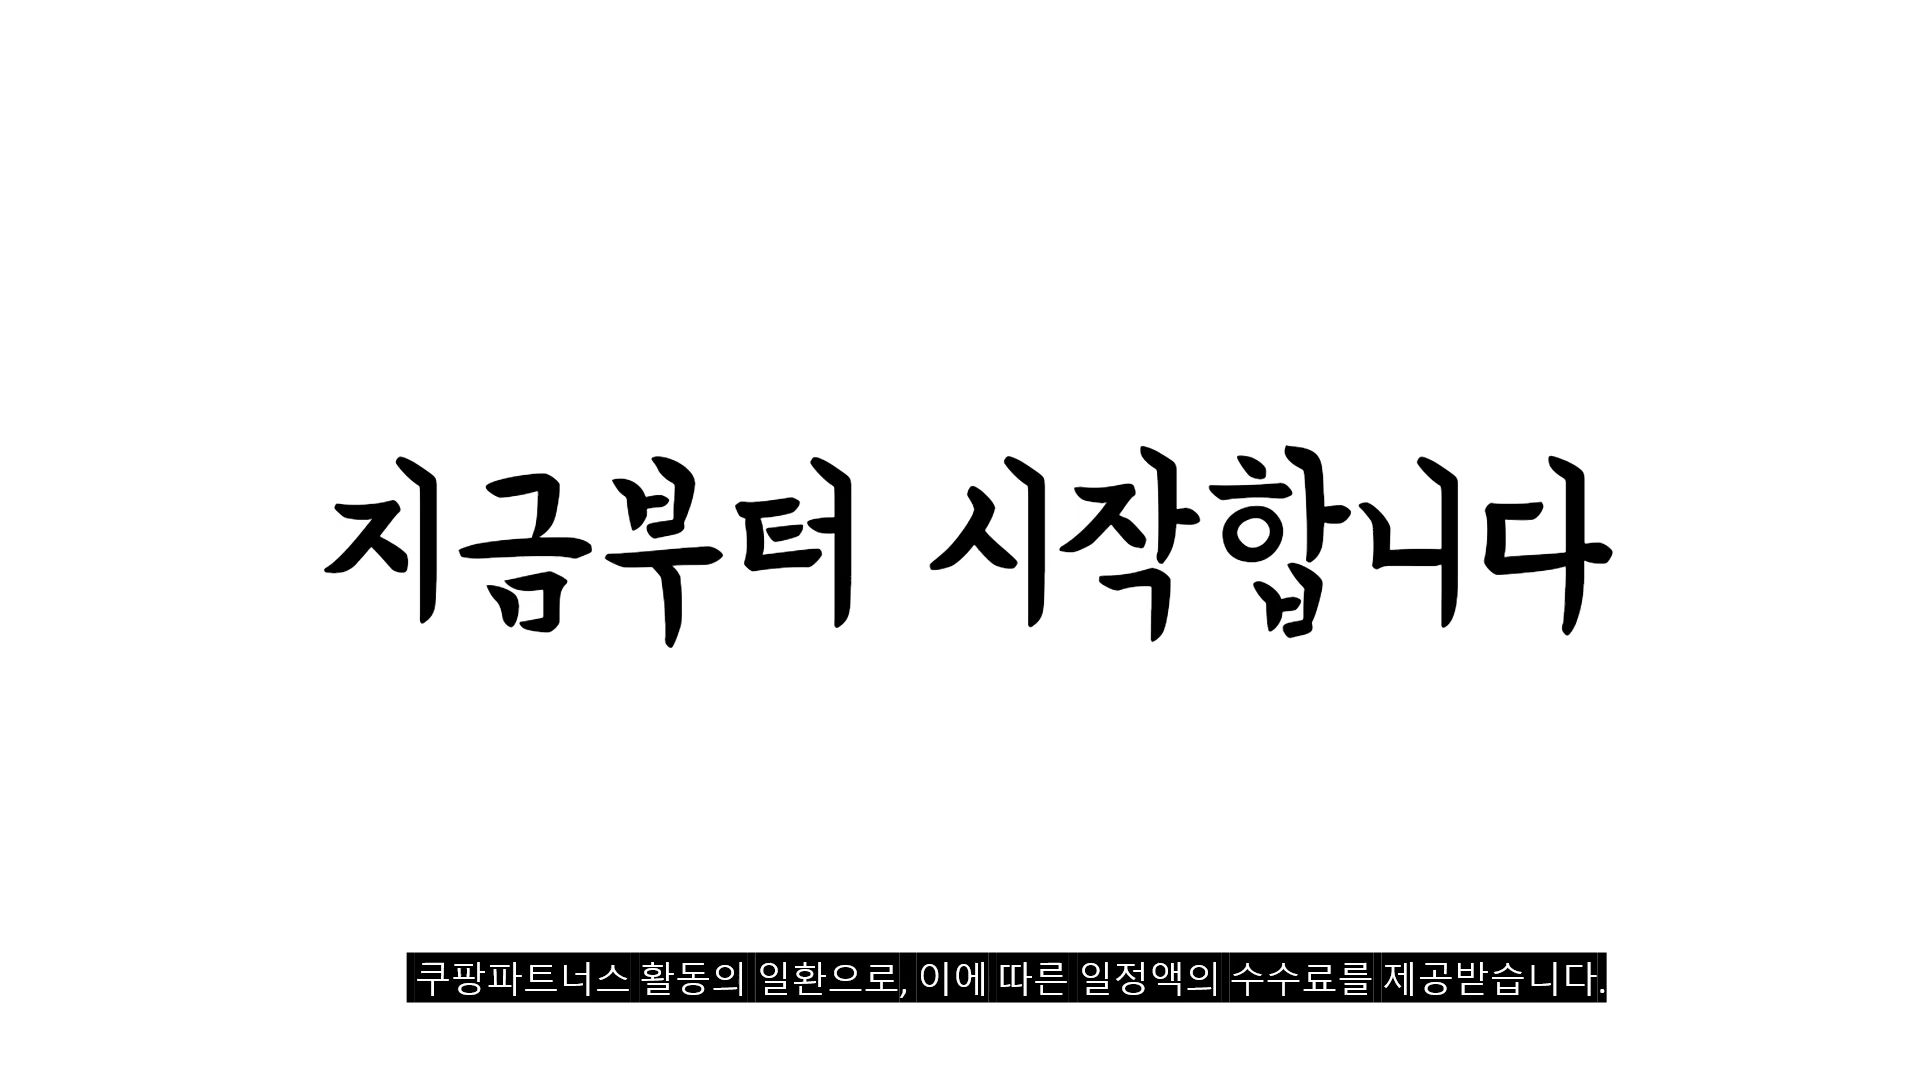 지금부터 시작합니다
쿠팡파트너스 활동의 일환으로, 이에 따른 일정액의 수수료를 제공받습니다.